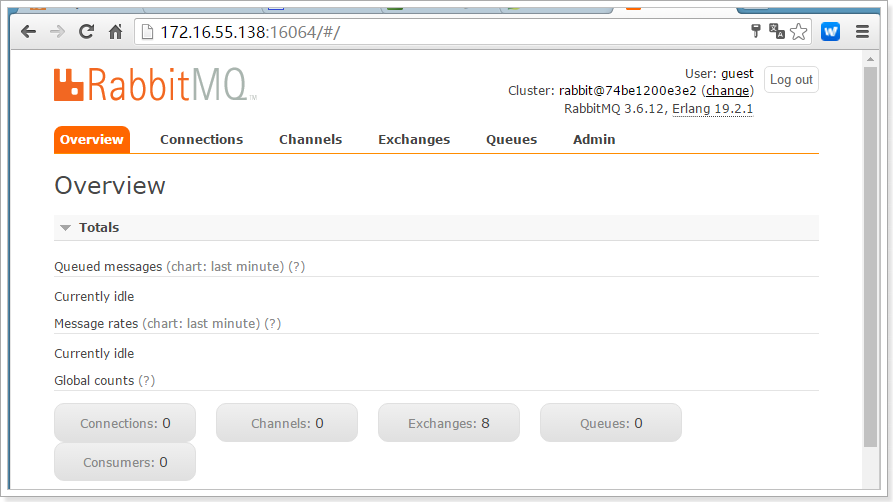 172.16.55.138:16064/#/
RabbitMQ™
User: guest
Cluster: rabbit@74be1200e3e2 (change)
RabbitMQ 3.6.12, Erlang 19.2.1
Log out
Overview Connections Channels Exchanges Queues Admin
Overview
Totals
Queued messages (chart: last minute) (?)
Currently idle
Message rates (chart: last minute) (?)
Currently idle
Global counts (?)
Connections: 0 Channels: 0 Exchanges: 8 Queues: 0
Consumers: 0